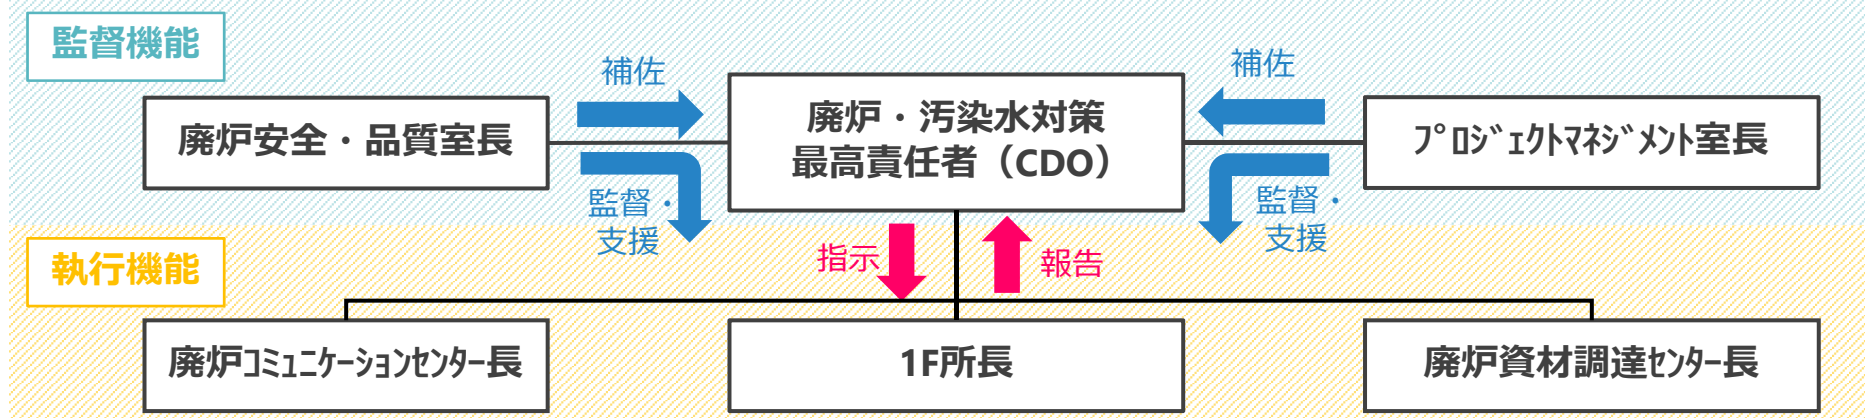 監督機能
補佐
補佐
廃炉安全・品質室長
廃炉・汚染水対策
最高責任者（CDO）
ﾌﾟﾛｼﾞｪｸﾄﾏﾈｼﾞﾒﾝﾄ室長
監督・
支援
監督・
支援
執行機能
指示
報告
廃炉ｺﾐｭﾆｹｰｼｮﾝｾﾝﾀｰ長
1F所長
廃炉資材調達ｾﾝﾀｰ長